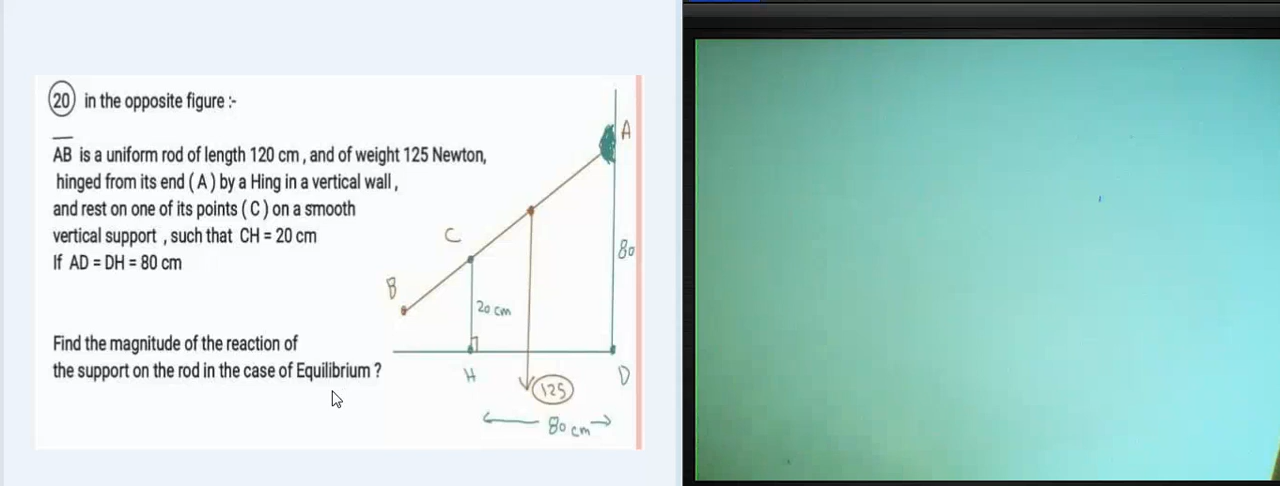 20 in the opposite figure :-
AB is a uniform rod of length 120 cm , and of weight 125 Newton,
hinged from its end ( A ) by a Hing in a vertical wall ,
and rest on one of its points ( C ) on a smooth
vertical support , such that CH = 20 cm
If AD = DH = 80 cm
Find the magnitude of the reaction of
the support on the rod in the case of Equilibrium ?
A
C
80
B
20 cm
H
125
D
80 cm